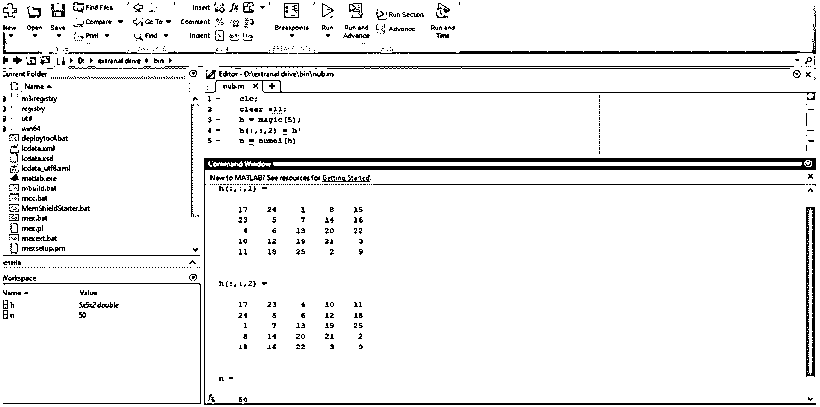 Insert fx
Find Files
Compare Go To Comment %
Print Find Indent
New Open Save Breakpoints Run Run and Advance Run Section Advance Run and Time
D: extranal drive bin
Current Folder
Name
m3iregistry
registry
util
win64
deploytool.bat
lcdata.xml
lcdata.xsd
lcdata_utf8.xml
matlab.exe
mbuild.bat
mcc.bat
MemShieldStarter.bat
mex.bat
mex.pl
mexext.bat
mexsetup.pm
Details
Workspace
Name Value
h 5x5x2 double
n 50
Editor - D:\extranal drive\bin\nub.m
nub.m × +
1 - clc;
2 clear all;
3 - h = magic(5);
4 - h(:,:,2) = h'
5 - n = numel(h)
Command Window
New to MATLAB? See resources for Getting Started.
h(:,:,1) =
17 24 1 8 15
23 5 7 14 16
4 6 13 20 22
10 12 19 21 3
11 18 25 2 9
h(:,:,2) =
17 23 4 10 11
24 5 6 12 18
1 7 13 19 25
8 14 20 21 2
15 16 22 3 9
n =
fx 50